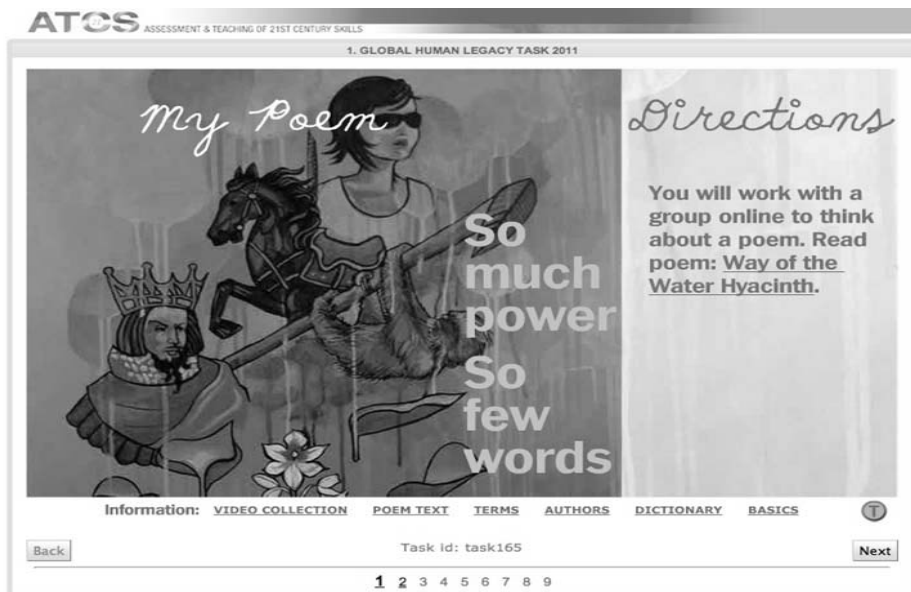 ATCS ASSESSMENT & TEACHING OF 21ST CENTURY SKILLS
1. GLOBAL HUMAN LEGACY TASK 2011
My Poem
So
much
power
So
few
words
Directions
You will work with a
group online to think
about a poem. Read
poem: Way of the
Water Hyacinth.
Information: VIDEO COLLECTION POEM TEXT TERMS AUTHORS DICTIONARY BASICS T
Back Task id: task165 Next
1 2 3 4 5 6 7 8 9